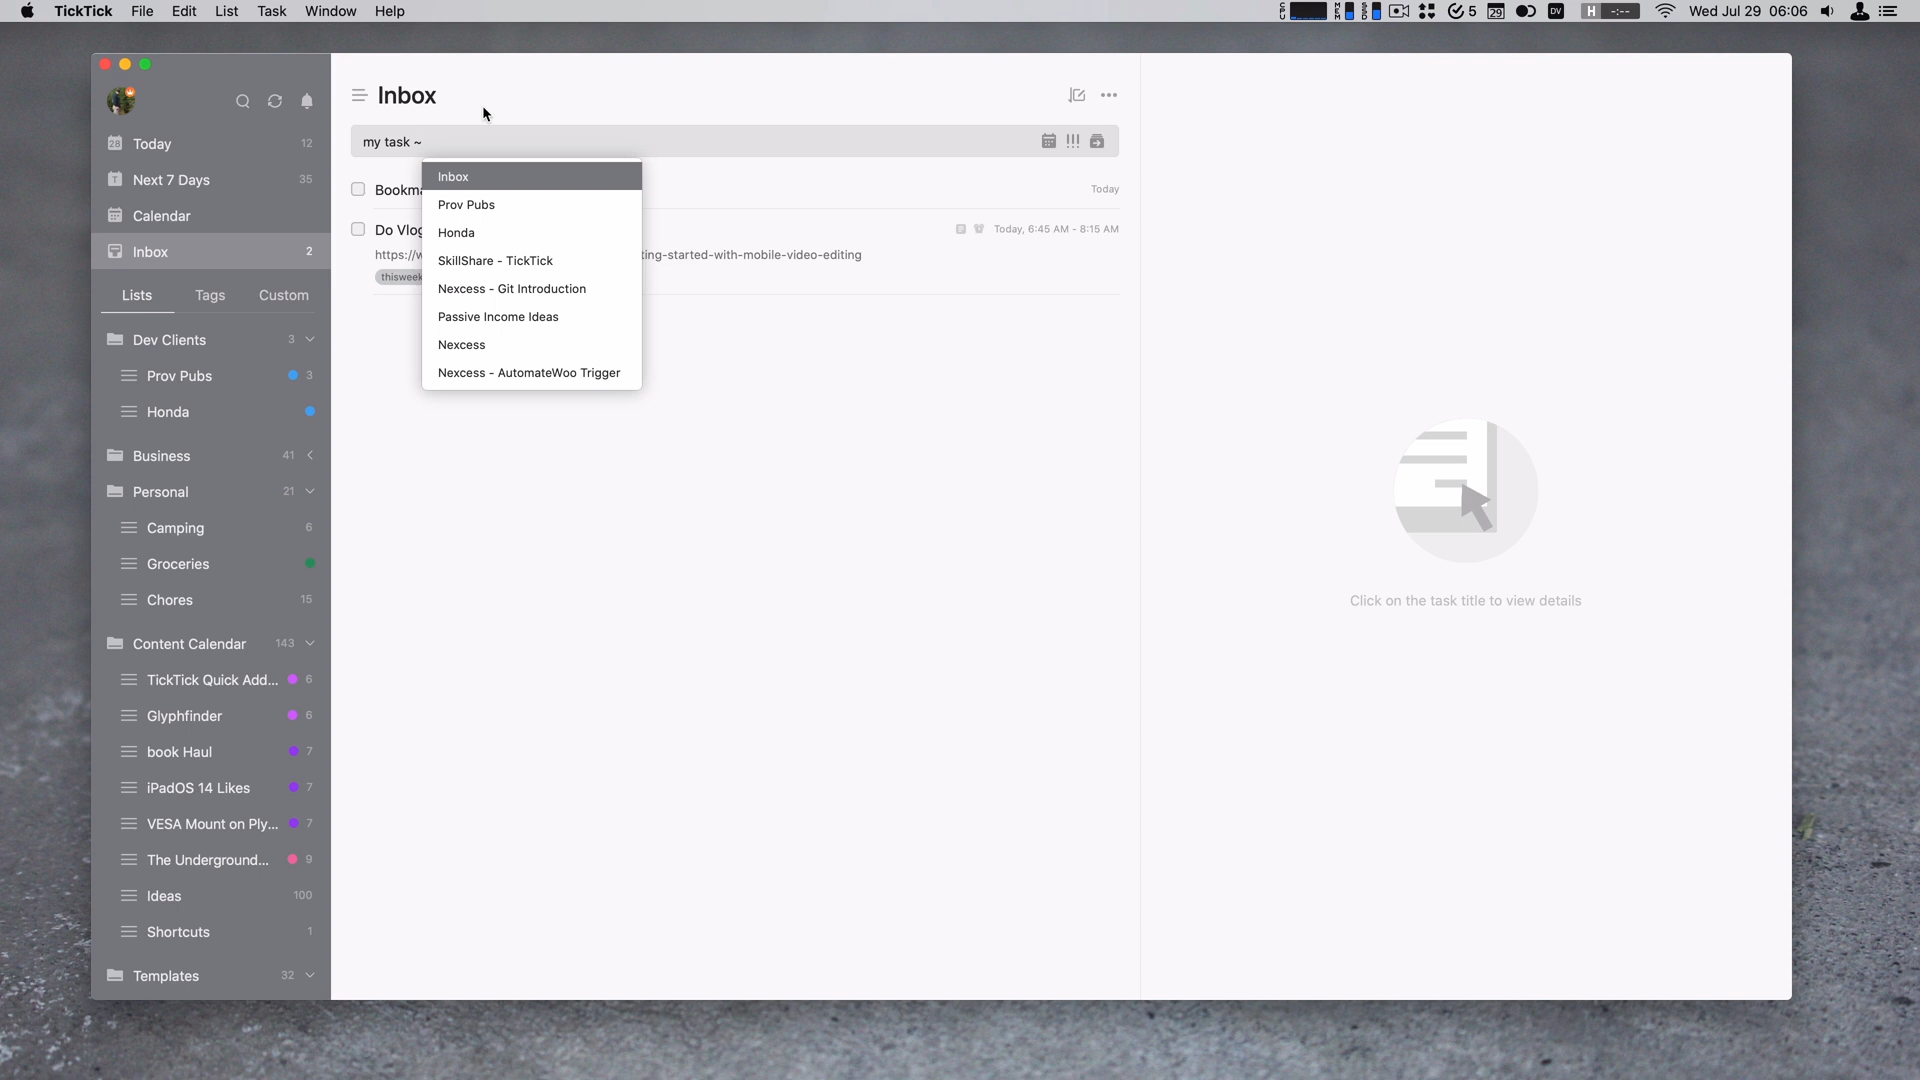 TickTick File Edit List Task Window Help
5 29 DV H -:-- Wed Jul 29 06:06
Today 12
Next 7 Days 35
Calendar
Inbox 2
Lists Tags Custom
Dev Clients 3
Prov Pubs 3
Honda
Business 41
Personal 21
Camping 6
Groceries
Chores 15
Content Calendar 143
TickTick Quick Add... 6
Glyphfinder 6
book Haul 7
iPadOS 14 Likes 7
VESA Mount on Ply... 7
The Underground... 9
Ideas 100
Shortcuts 1
Templates 32
Inbox
my task ~
Inbox
Prov Pubs
Honda
SkillShare - TickTick
Nexcess - Git Introduction
Passive Income Ideas
Nexcess
Nexcess - AutomateWoo Trigger
Bookma
Today
Do Vlog
Today, 6:45 AM - 8:15 AM
https://w
ting-started-with-mobile-video-editing
thisweek
Click on the task title to view details